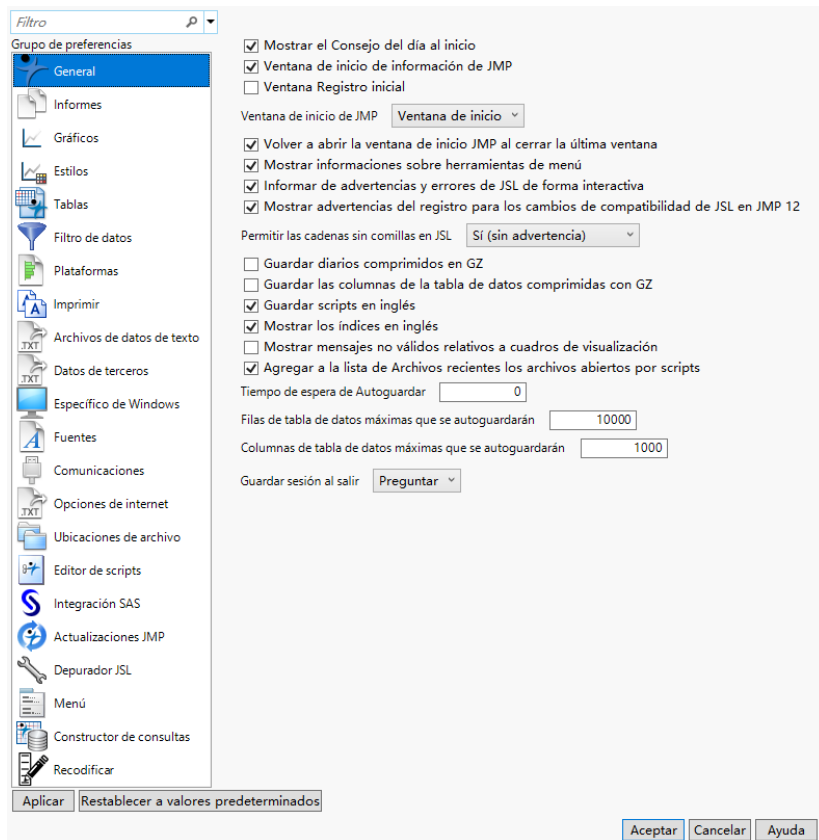 Filtro
Grupo de preferencias
General
Informes
Gráficos
Estilos
Tablas
Filtro de datos
Plataformas
Imprimir
Archivos de datos de texto
Datos de terceros
Específico de Windows
Fuentes
Comunicaciones
Opciones de internet
Ubicaciones de archivo
Editor de scripts
Integración SAS
Actualizaciones JMP
Depurador JSL
Menú
Constructor de consultas
Recodificar
Mostrar el Consejo del día al inicio
Ventana de inicio de información de JMP
Ventana Registro inicial
Ventana de inicio de JMP Ventana de inicio
Volver a abrir la ventana de inicio JMP al cerrar la última ventana
Mostrar informaciones sobre herramientas de menú
Informar de advertencias y errores de JSL de forma interactiva
Mostrar advertencias del registro para los cambios de compatibilidad de JSL en JMP 12
Permitir las cadenas sin comillas en JSL Sí (sin advertencia)
Guardar diarios comprimidos en GZ
Guardar las columnas de la tabla de datos comprimidas con GZ
Guardar scripts en inglés
Mostrar los índices en inglés
Mostrar mensajes no válidos relativos a cuadros de visualización
Agregar a la lista de Archivos recientes los archivos abiertos por scripts
Tiempo de espera de Autoguardar 0
Filas de tabla de datos máximas que se autoguardarán 10000
Columnas de tabla de datos máximas que se autoguardarán 1000
Guardar sesión al salir Preguntar
Aplicar Restablecer a valores predeterminados
Aceptar Cancelar Ayuda